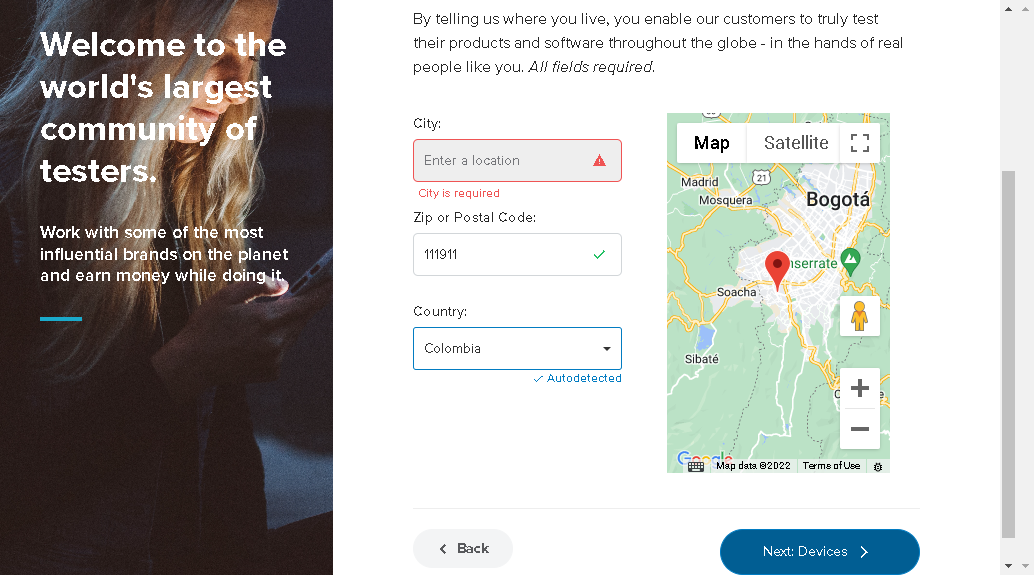 Welcome to the
world's largest
community of
testers.
Work with some of the most
influential brands on the planet
and earn money while doing it.
By telling us where you live, you enable our customers to truly test
their products and software throughout the globe - in the hands of real
people like you. All fields required.
City:
Enter a location
City is required
Zip or Postal Code:
111911
Country:
Colombia
Autodetected
Map
Satellite
21
Madrid
Mosquera
Bogotá
nserrate
Soacha
Sibaté
Google
Map data ©2022
Terms of Use
Back
Next: Devices